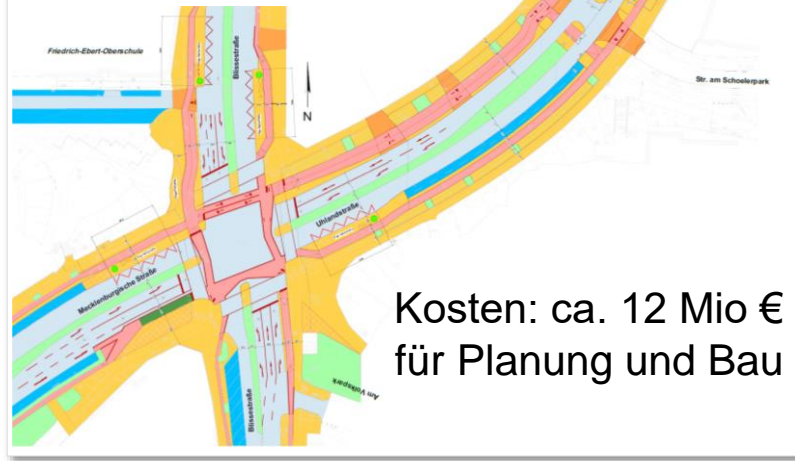 Friedrich-Ebert-Oberschule
Blissestraße
N
Str. am Schoelerpark
Uhlandstraße
Mecklenburgische Straße
Kosten: ca. 12 Mio €
für Planung und Bau
Am Volkspark
Blissestraße